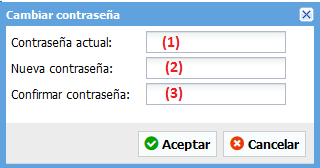 Cambiar contraseña
Contraseña actual: (1)
Nueva contraseña: (2)
Confirmar contraseña: (3)
Aceptar Cancelar